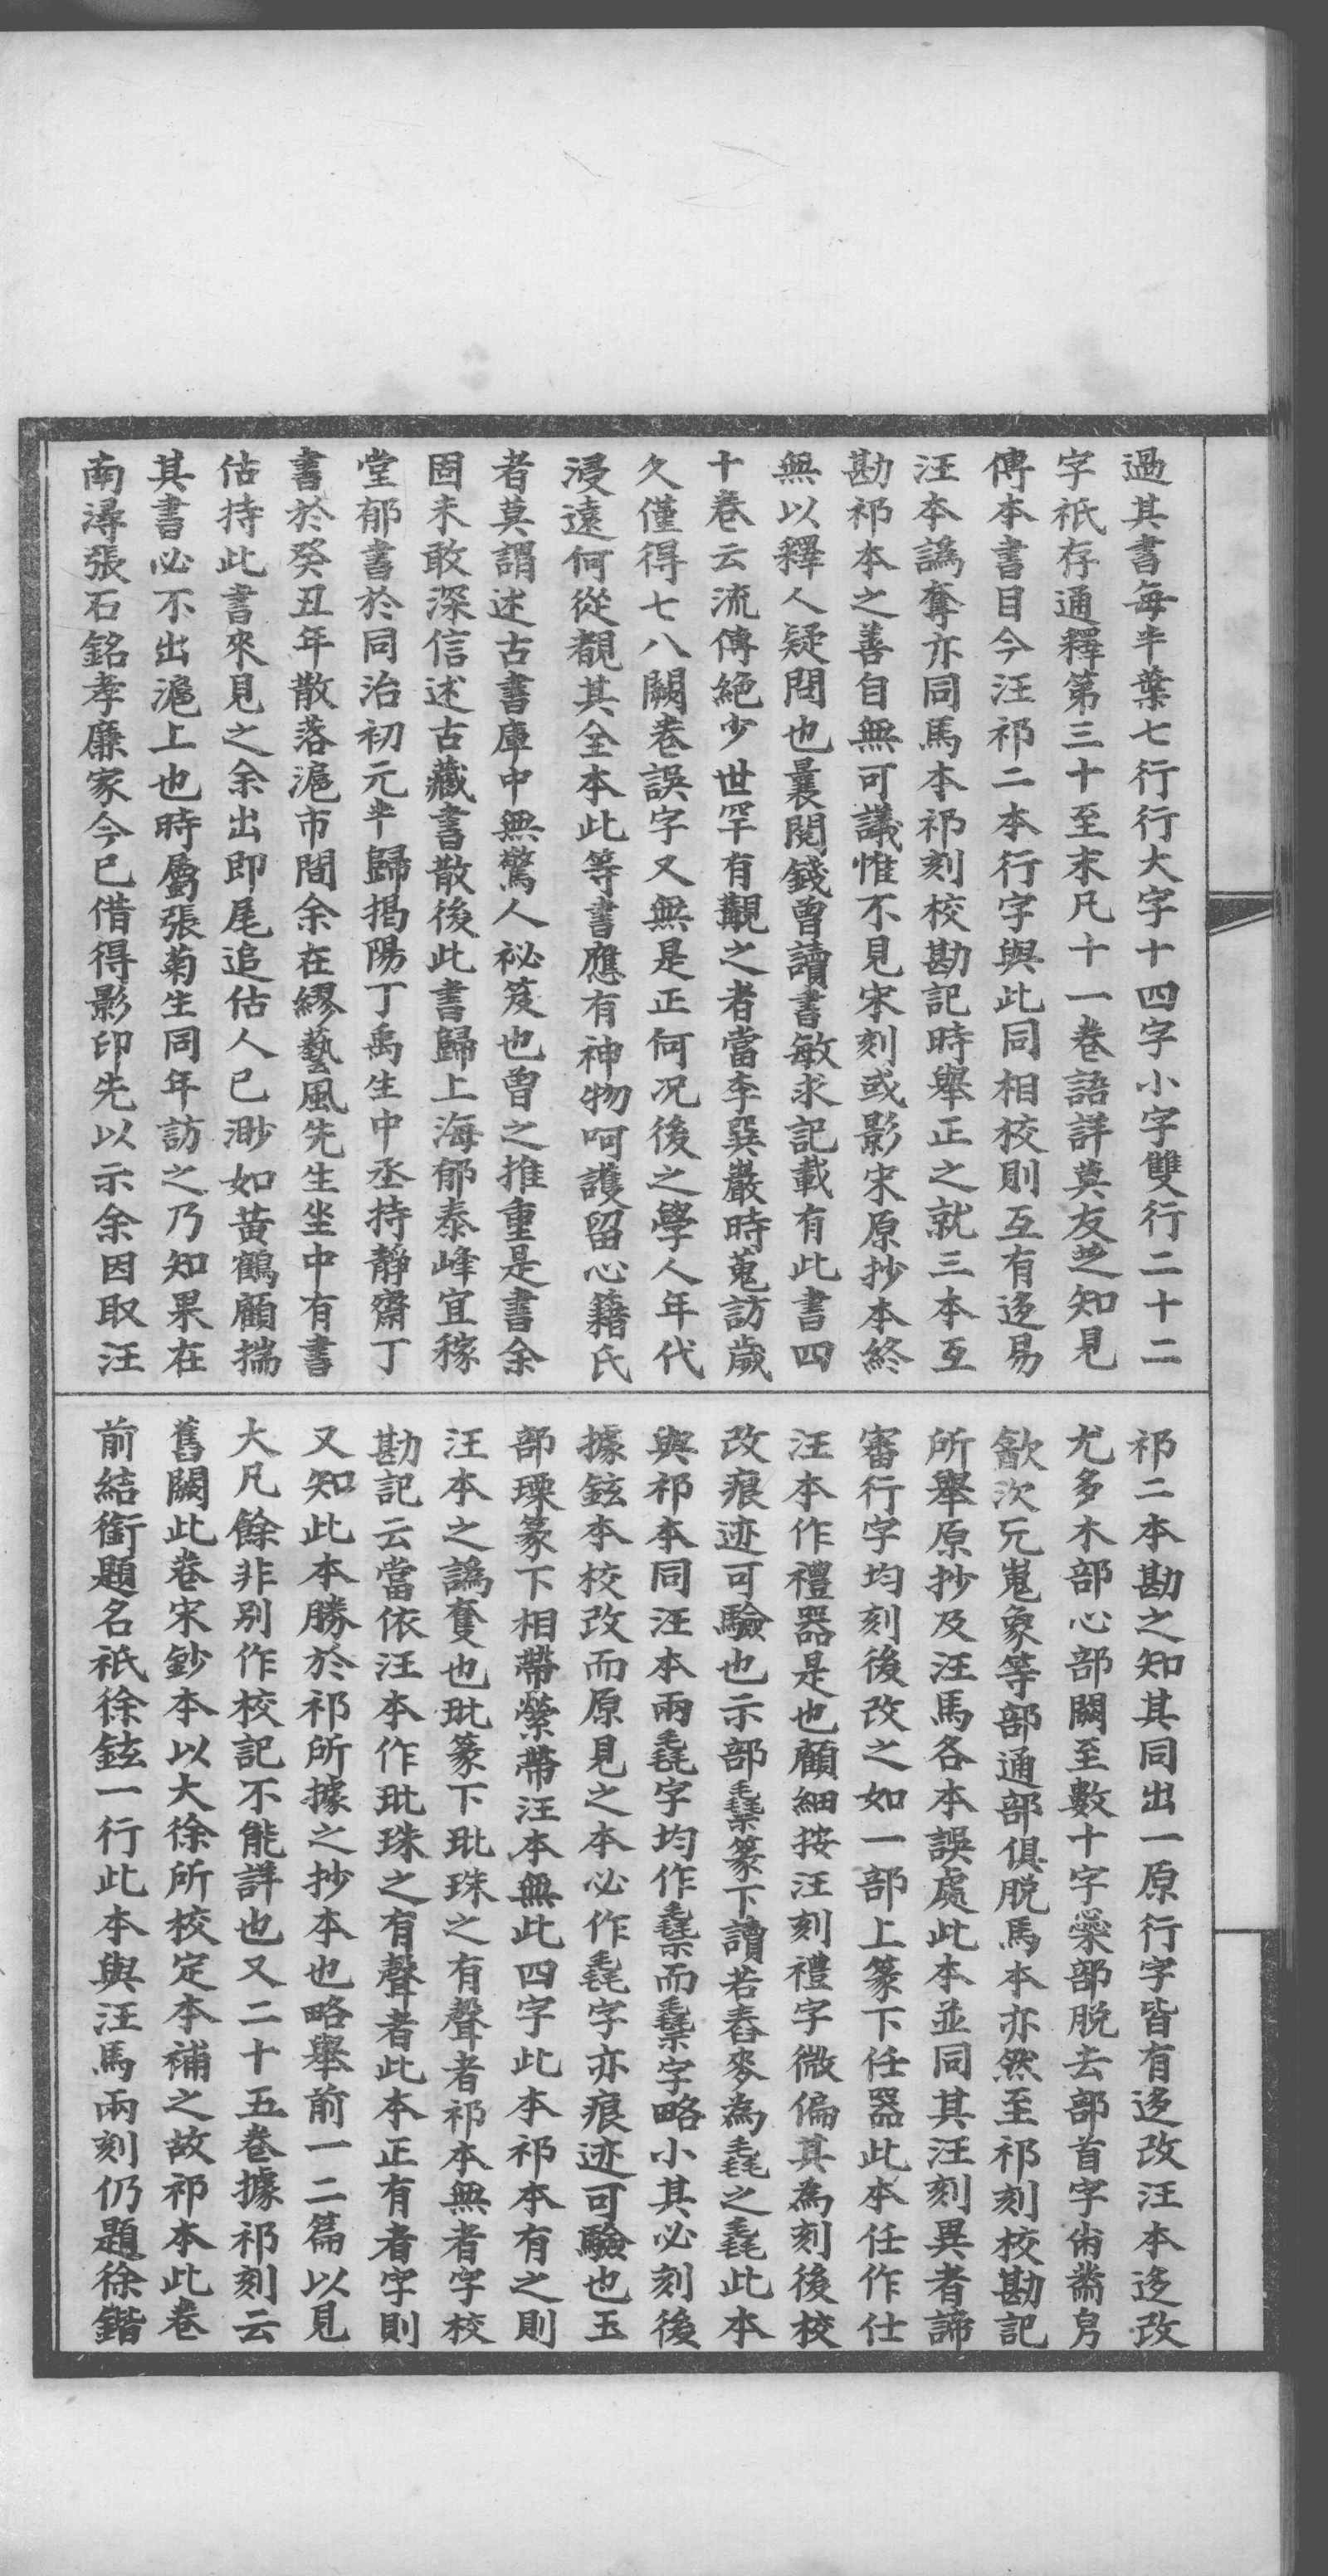 過其書每半葉七行行大字十四字小字雙行二十二
字祇存通釋第三十至末凡十一卷語詳莫友芝知見
傳本書目今汪祁二本行字與此同相校則互有迻易
汪本譌奪亦同馬本祁刻校勘記時舉正之就三本互
勘祁本之善自無可議惟不見宋刻或影宋原抄本終
無以釋人疑問也曩閱錢曾讀書敏求記載有此書四
十卷云流傳絶少世罕有覯之者當李巽巖時蒐訪歲
久僅得七八闕卷誤字又無是正何况後之學人年代
浸遠何從覩其全本此等書應有神物呵護留心籍氏
者莫謂述古書庫中無驚人祕笈也曾之推重是書余
固未敢深信述古藏書散後此書歸上海郁泰峰宜稼
堂郁書於同治初元半歸揭陽丁禹生中丞持靜齋丁
書於癸丑年散落滬市間余在繆藝風先生坐中有書
估持此書來見之余出即尾追估人已渺如黃鶴顧揣
其書必不出滬上也時屬張菊生同年訪之乃知果在
南潯張石銘孝廉家今已借得影印先以示余因取汪
祁二本勘之知其同出一原行字皆有迻改汪本迻改
尤多木部心部闕至數十字橐部脱去部首字㡀黹㫃
㱃㳄兂嵬象等部通部俱脱馬本亦然至祁刻校勘記
所舉原抄及汪馬各本誤處此本並同其汪刻異者諦
審行字均刻後改之如一部上篆下任器此本任作仕
汪本作禮器是也顧細按汪刻禮字微偏其為刻後校
改痕迹可驗也示部𥼛篆下讀若舂麥為毳之毳此本
與祁本同汪本兩毳字均作𥼛而𥼛字略小其必刻後
據鉉本校改而原見之本必作毳字亦痕迹可驗也玉
部瑮篆下相帶縈帶汪本無此四字此本祁本有之則
汪本之譌奪也玭篆下玭珠之有聲者祁本無者字校
勘記云當依汪本作玭珠之有聲者此本正有者字則
又知此本勝於祁所據之抄本也略舉前一二篇以見
大凡餘非别作校記不能詳也又二十五卷據祁刻云
舊闕此卷宋鈔本以大徐所校定本補之故祁本此卷
前結銜題名祇徐鉉一行此本與汪馬兩刻仍題徐鍇